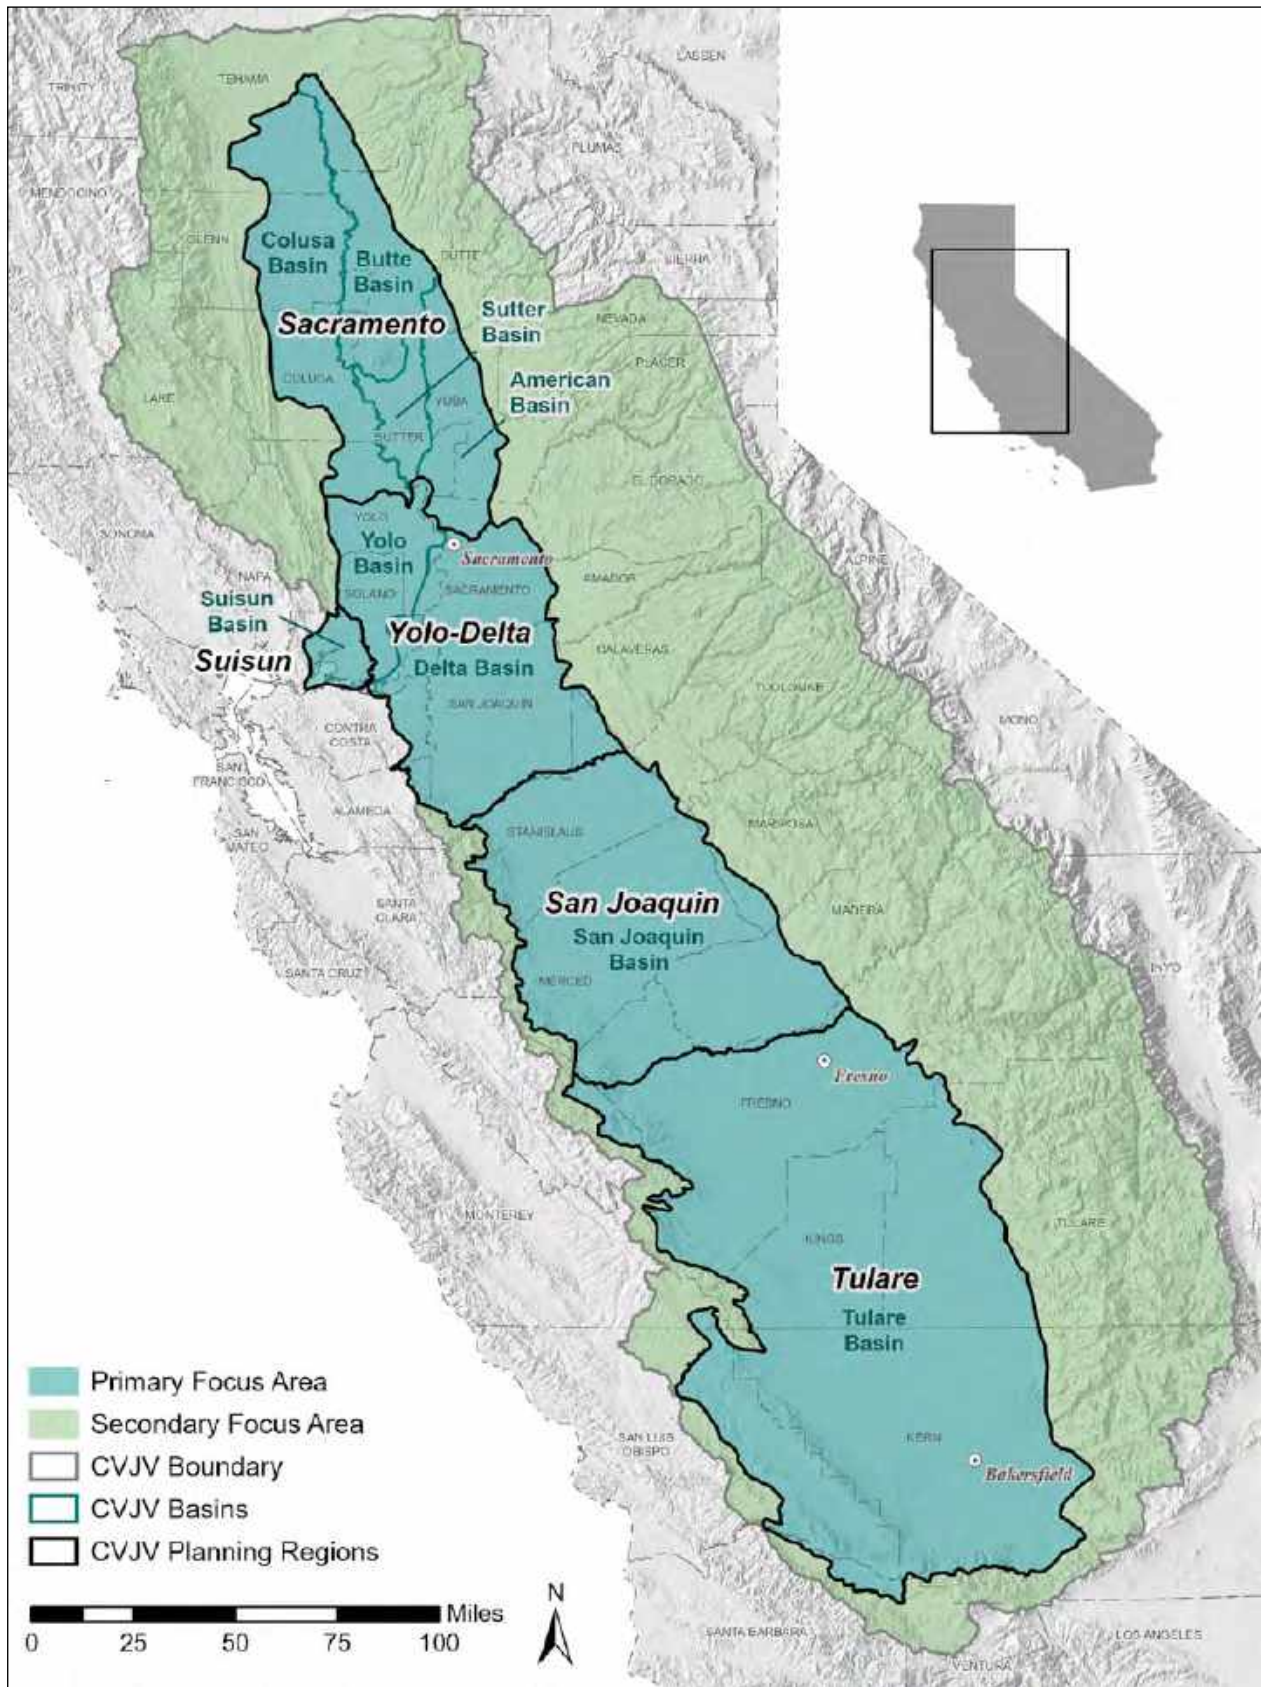 LASSEN
TEHAMA
TRINITY
PLUMAS
MENDOCINO
GLENN
Colusa
Basin
Butte
Basin
BUTTE
SIERRA
Sutter
Basin
Sacramento
NEVADA
PLACER
COLUSA
American
Basin
LAKE
YUBA
SUTTER
EL DORADO
YOLO
SONOMA
Yolo
Basin
Sacramento
ALPINE
NAPA
AMADOR
SOLANO
SACRAMENTO
Suisun
Basin
Yolo-Delta
CALAVERAS
Suisun
Delta Basin
TUOLUMNE
SAN JOAQUIN
MONO
CONTRA
COSTA
SAN
FRANCISCO
ALAMEDA
MARIPOSA
STANISLAUS
SAN
MATEO
San Joaquin
SANTA
CLARA
MADERA
San Joaquin
Basin
SANTA CRUZ
INYO
MERCED
Fresno
FRESNO
MONTEREY
TULARE
KINGS
Tulare
Tulare
Basin
Primary Focus Area
Secondary Focus Area
CVJV Boundary
CVJV Basins
CVJV Planning Regions
SAN LUIS
OBISPO
KERN
Bakersfield
N
Miles
0 25 50 75 100
SANTA BARBARA
LOS ANGELES
VENTURA